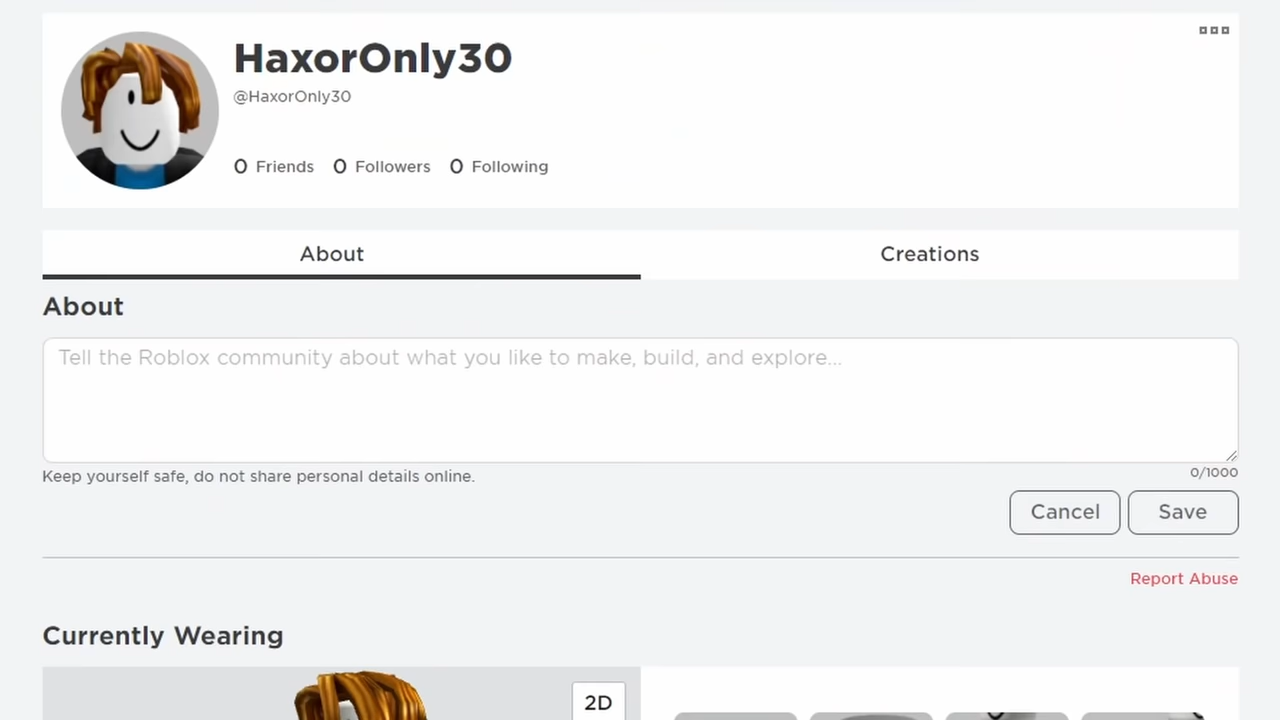 HaxorOnly30
@HaxorOnly30
0 Friends 0 Followers 0 Following
About Creations
About
Tell the Roblox community about what you like to make, build, and explore...
Keep yourself safe, do not share personal details online. 0/1000
Cancel Save
Report Abuse
Currently Wearing
2D